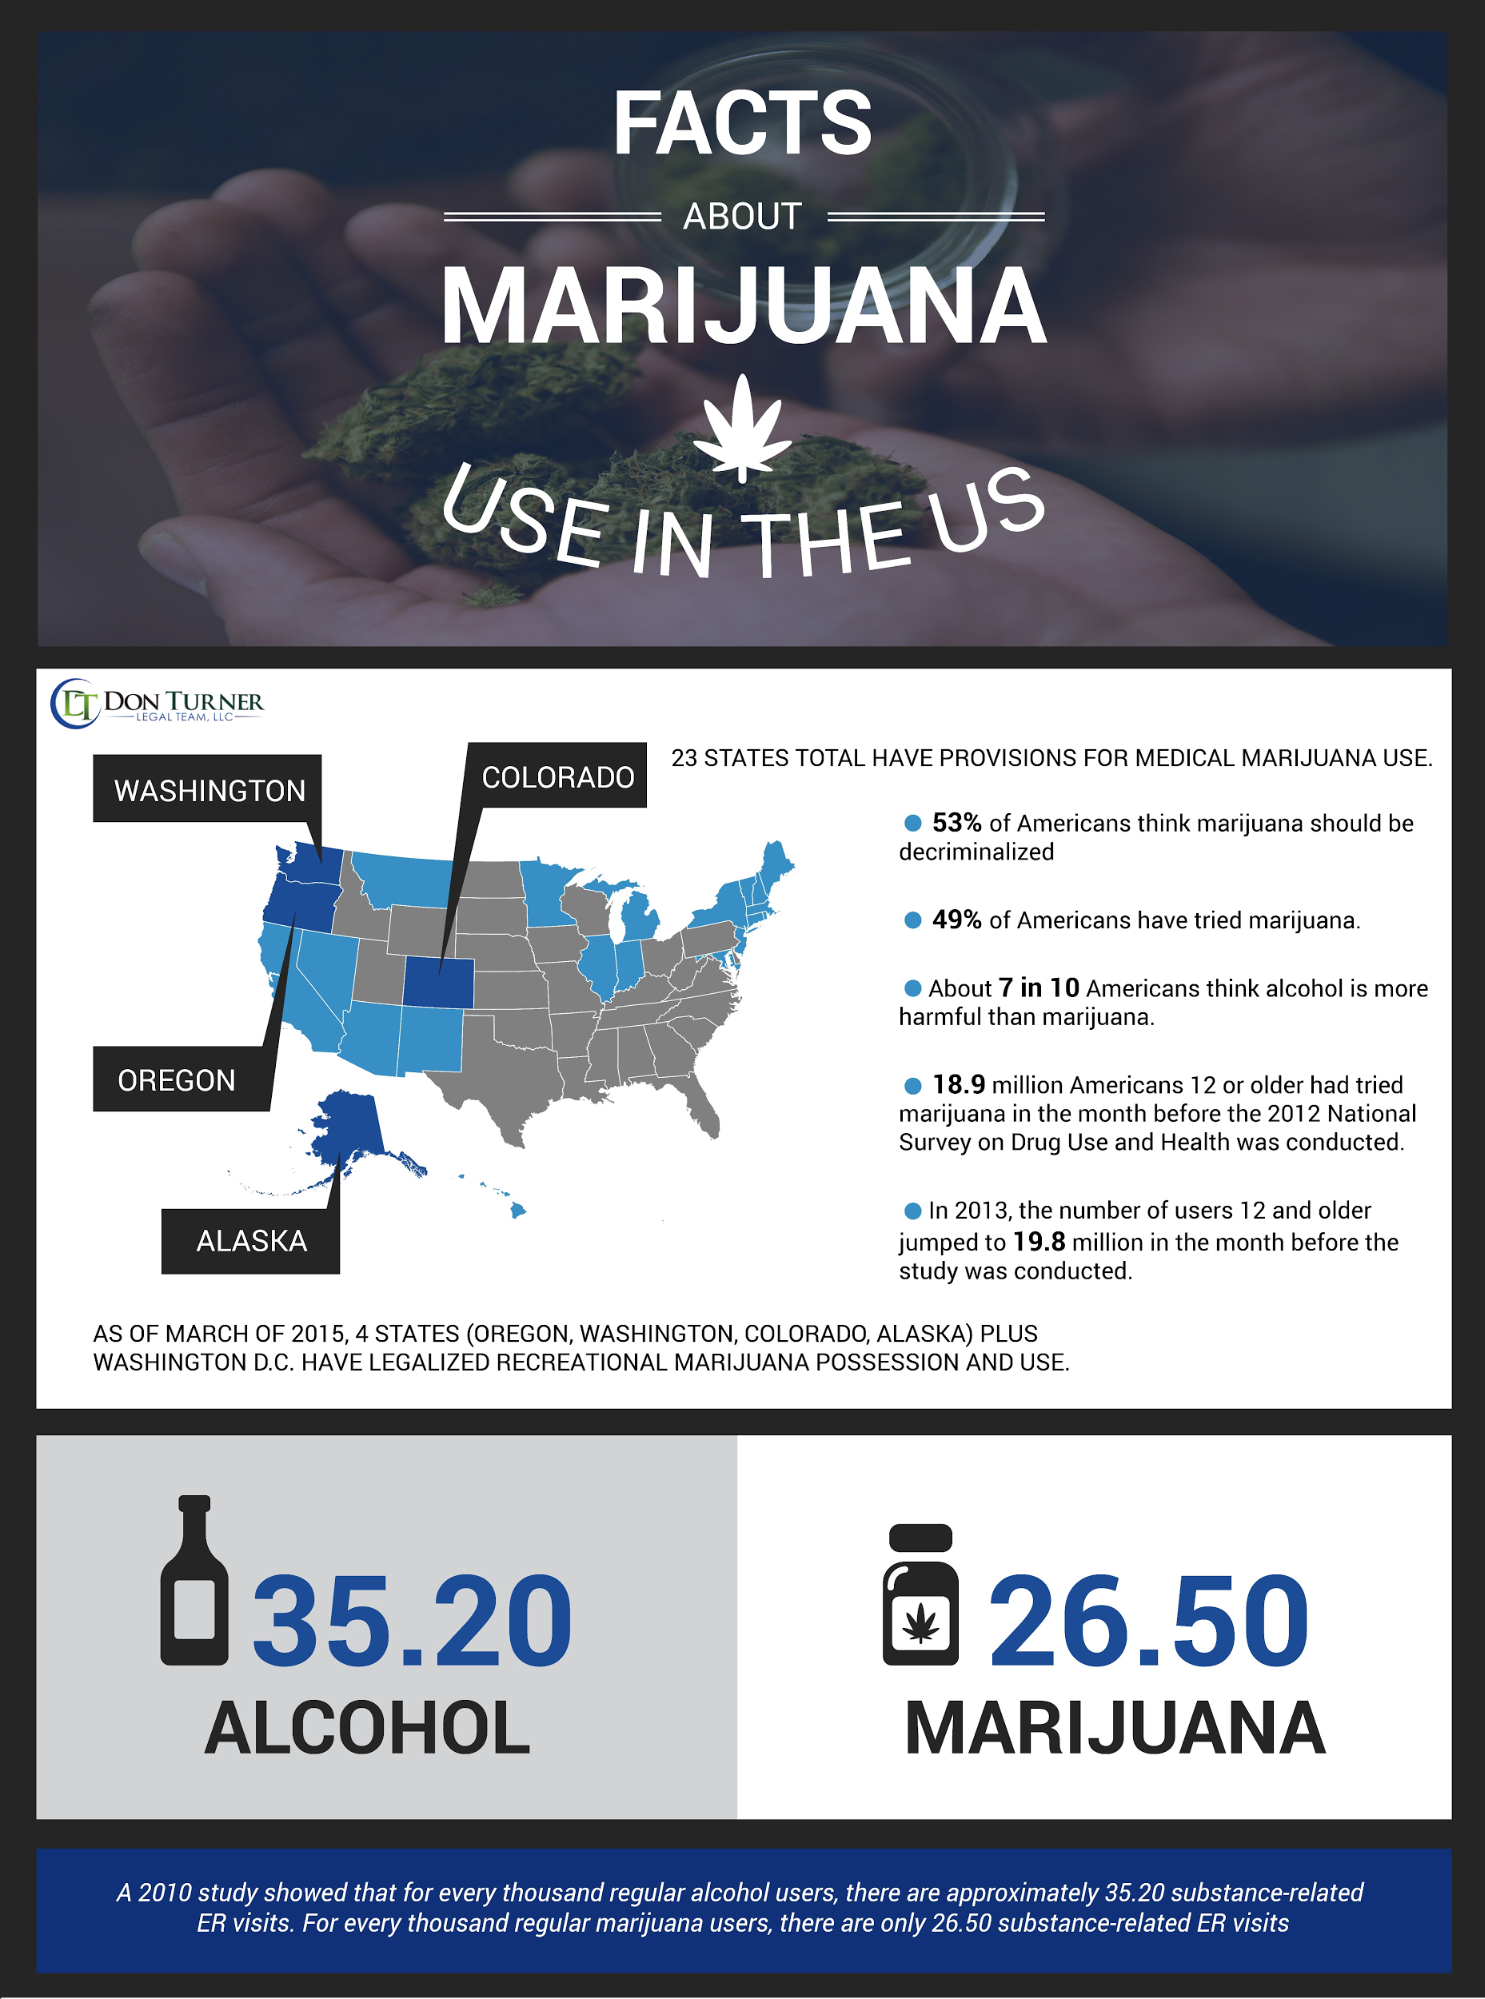 FACTS
ABOUT
MARIJUANA
USE IN THE US
DT DON TURNER
LEGAL TEAM, LLC
WASHINGTON
COLORADO
OREGON
ALASKA
23 STATES TOTAL HAVE PROVISIONS FOR MEDICAL MARIJUANA USE.
53% of Americans think marijuana should be
decriminalized
49% of Americans have tried marijuana.
About 7 in 10 Americans think alcohol is more
harmful than marijuana.
18.9 million Americans 12 or older had tried
marijuana in the month before the 2012 National
Survey on Drug Use and Health was conducted.
In 2013, the number of users 12 and older
jumped to 19.8 million in the month before the
study was conducted.
AS OF MARCH OF 2015, 4 STATES (OREGON, WASHINGTON, COLORADO, ALASKA) PLUS
WASHINGTON D.C. HAVE LEGALIZED RECREATIONAL MARIJUANA POSSESSION AND USE.
35.20
ALCOHOL
26.50
MARIJUANA
A 2010 study showed that for every thousand regular alcohol users, there are approximately 35.20 substance-related
ER visits. For every thousand regular marijuana users, there are only 26.50 substance-related ER visits